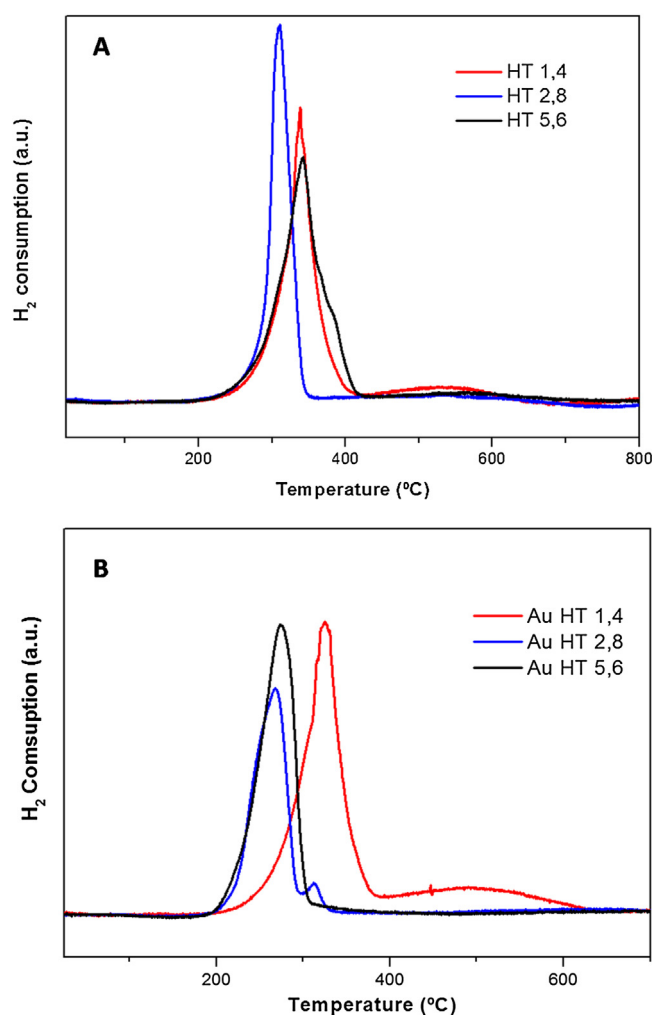 A
HT 1,4
HT 2,8
HT 5,6
H2 consumption (a.u.)
200 400 600 800
Temperature (ºC)
B
Au HT 1,4
Au HT 2,8
Au HT 5,6
H2 Comsuption (a.u.)
200 400 600
Temperature (ºC)